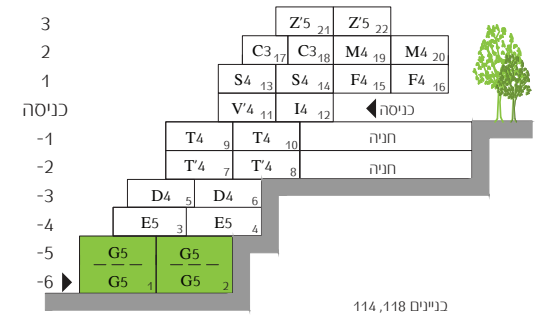 3 Z'5 21 Z'5 22
2 C3 17 C3 18 M4 19 M4 20
1 S4 13 S4 14 F4 15 F4 16
כניסה V'4 11 I4 12 כניסה
-1 T4 9 T4 10 חניה
-2 T'4 7 T'4 8 חניה
-3 D4 5 D4 6
-4 E5 3 E5 4
-5 G5 G5
-6 G5 1 G5 2
בניינים 114, 118